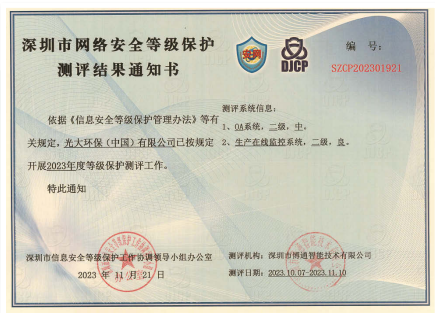 深圳市网络安全等级保护
测评结果通知书
DJCP
编 号：
SZCP202301921
依据《信息安全等级保护管理办法》等有
关规定，光大环保（中国）有限公司已按规定
开展2023年度等级保护测评工作。
特此通知
测评系统信息：
1、OA系统，二级，中。
2、生产在线监控系统，二级，良。
深圳市信息安全等级保护工作协调领导小组办公室
2023 年 11 月 21 日
测评机构：深圳市博通智能技术有限公司
测评日期：2023.10.07-2023.11.10